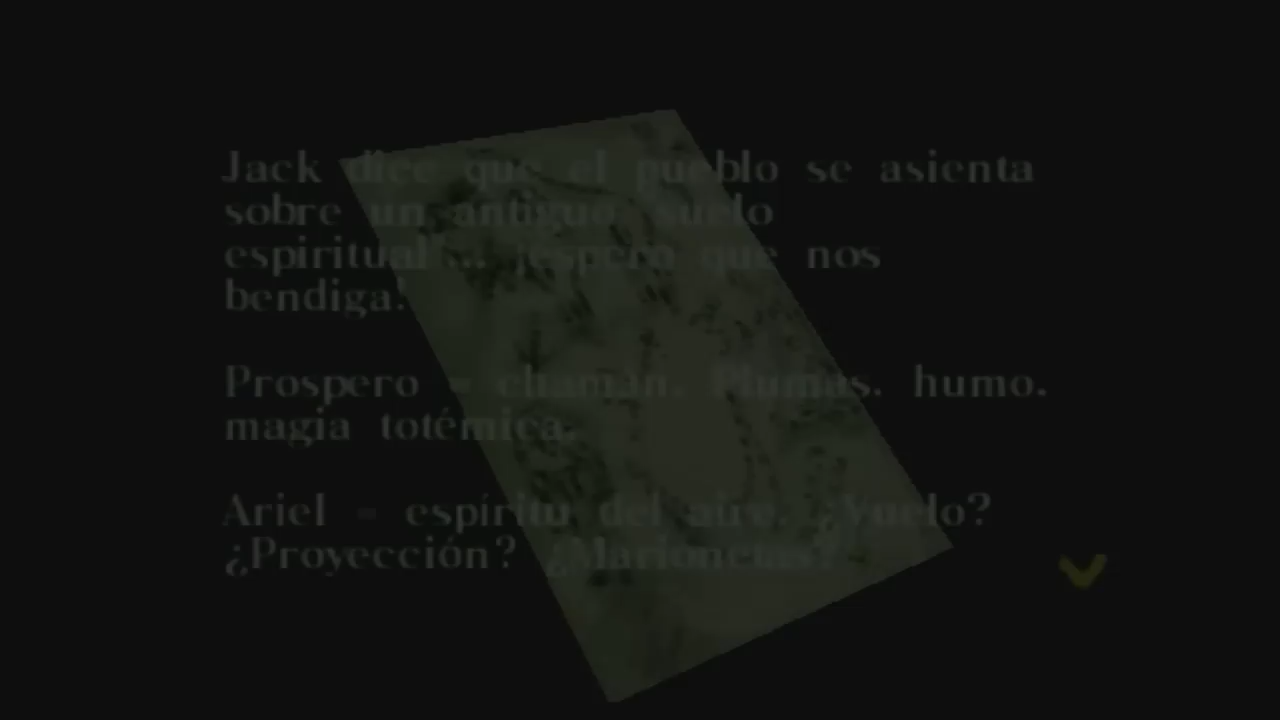 Jack dice que el pueblo se asienta
sobre un antiguo suelo
espiritual... ¡espero que nos
bendiga!
Prospero = chamán. Plumas. humo.
magia totémica.
Ariel = espíritu del aire. ¿Vuelo?
¿Proyección? ¿Marionetas?